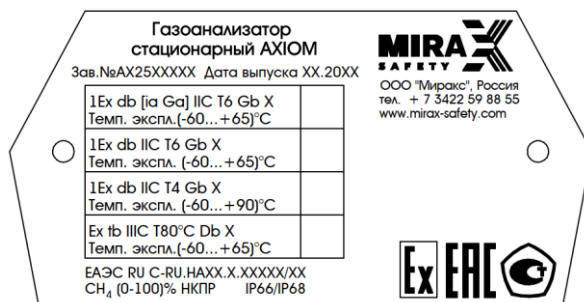 Газоанализатор
стационарный AXIOM
Зав.№AX25XXXXX Дата выпуска XX.20XX
1Ex db [ia Ga] IIC T6 Gb X
Темп. экспл.(-60...+65)°C
1Ex db IIC T6 Gb X
Темп. экспл. (-60...+65)°C
1Ex db IIC T4 Gb X
Темп. экспл. (-60...+90)°C
Ex tb IIIC T80°C Db X
Темп. экспл.(-60...+65)°C
ЕАЭС RU C-RU.HAXX.X.XXXXX/XX
CH₄ (0-100)% НКПР IP66/IP68
MIRAX
SAFETY
ООО "Миракс", Россия
тел. + 7 3422 59 88 55
www.mirax-safety.com
Ex EAC